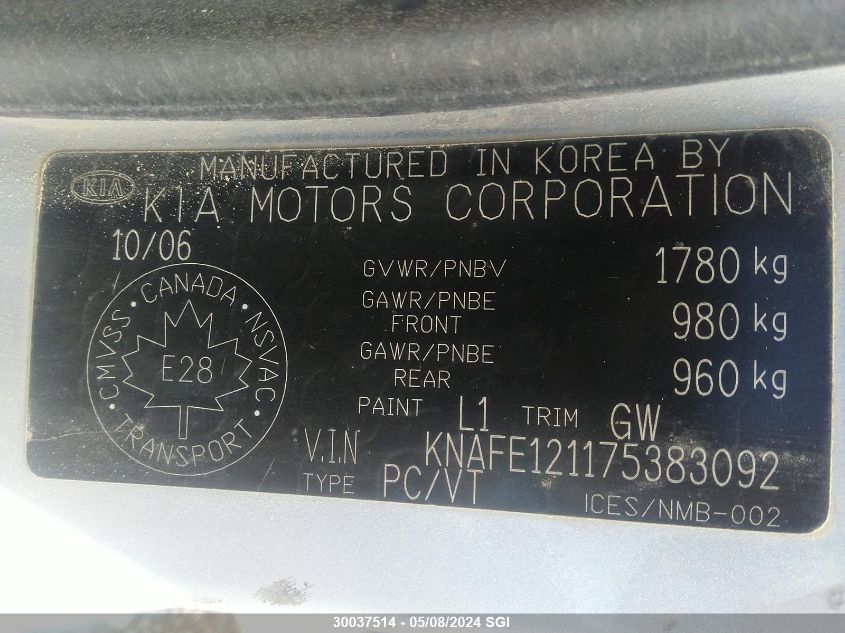 MANUFACTURED IN KOREA BY
KIA
KIA MOTORS CORPORATION
10/06
GVWR/PNBV 1780 kg
GAWR/PNBE
FRONT 980 kg
GAWR/PNBE
REAR 960 kg
CMVSS · CANADA · NSVAC · TRANSPORT ·
E28
PAINT L1 TRIM GW
V.I.N KNAFE121175383092
TYPE PC/VT
ICES/NMB-002
30037514 - 05/08/2024 SGI